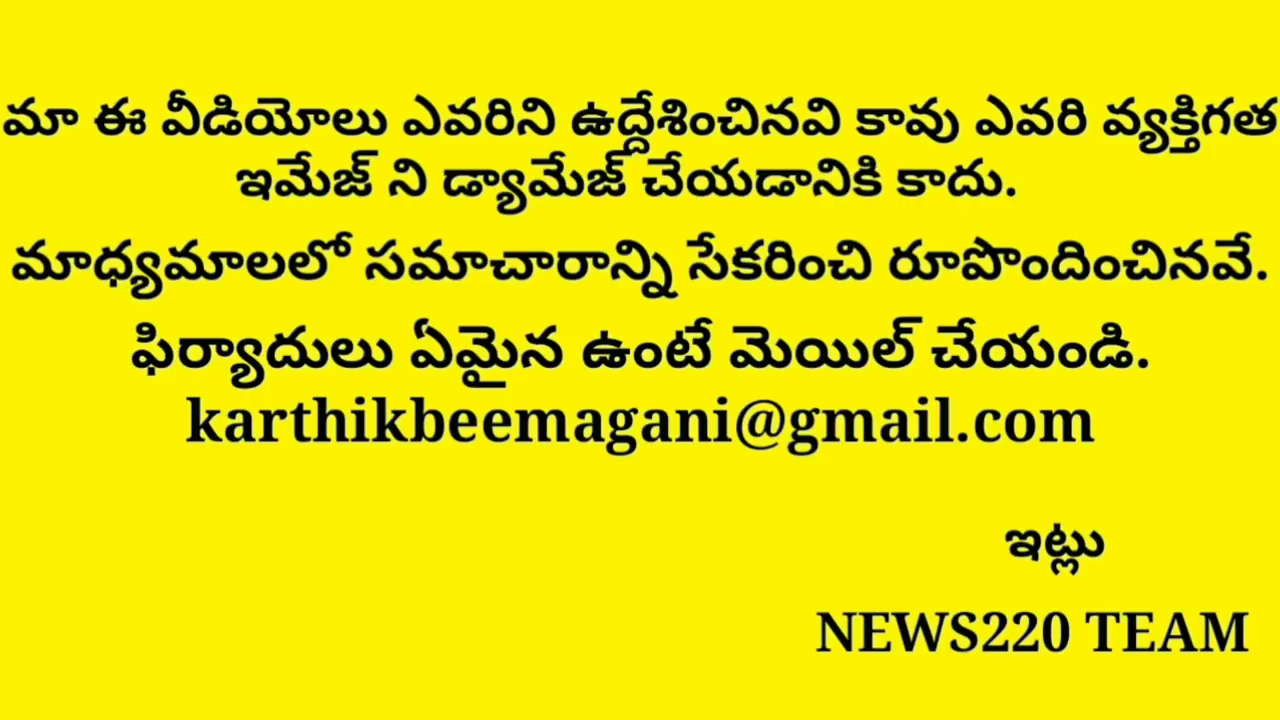 మా ఈ వీడియోలు ఎవరిని ఉద్దేశించినవి కావు ఎవరి వ్యక్తిగత
ఇమేజ్ ని డ్యామేజ్ చేయడానికి కాదు.
మాధ్యమాలలో సమాచారాన్ని సేకరించి రూపొందించినవే.
ఫిర్యాదులు ఏమైన ఉంటే మెయిల్ చేయండి.
karthikbeemagani@gmail.com
ఇట్లు
NEWS220 TEAM